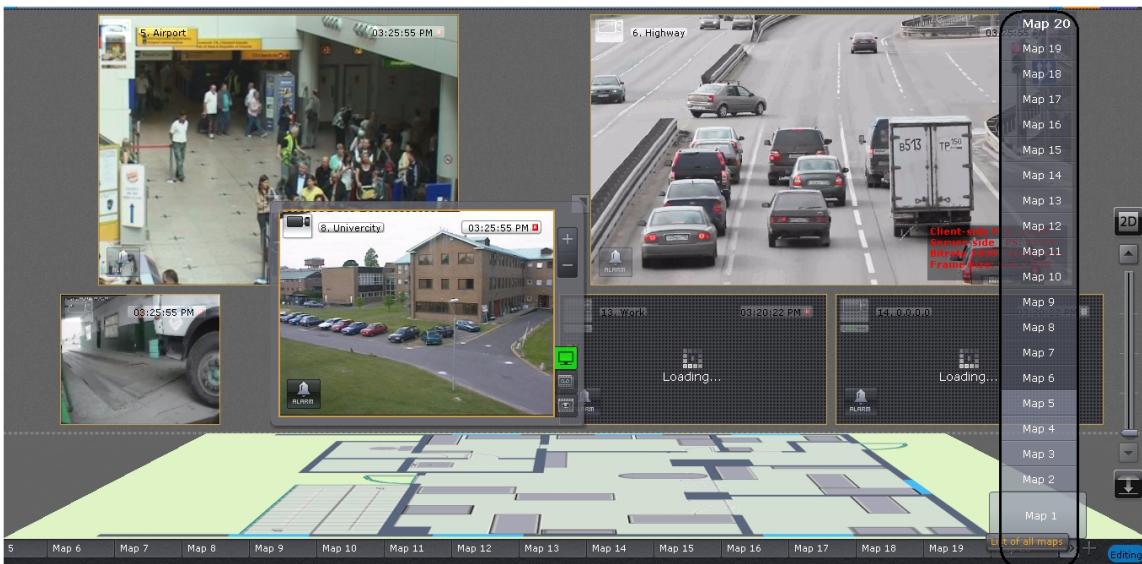 5. Airport
03:25:55 PM
6. Highway
03:25:55 PM
B513
TP 150
Client-side
Server-side
ALARM
ALARM
8. Univercity
03:25:55 PM
ALARM
03:25:55 PM
13. Work
03:20:22 PM
Loading...
ALARM
14. 0.0.0.0
Loading...
ALARM
Map 20
Map 19
Map 18
Map 17
Map 16
Map 15
Map 14
Map 13
Map 12
Map 11
Map 10
Map 9
Map 8
Map 7
Map 6
Map 5
Map 4
Map 3
Map 2
Map 1
List of all maps
2D
5
Map 6
Map 7
Map 8
Map 9
Map 10
Map 11
Map 12
Map 13
Map 14
Map 15
Map 16
Map 17
Map 18
Map 19
Editing